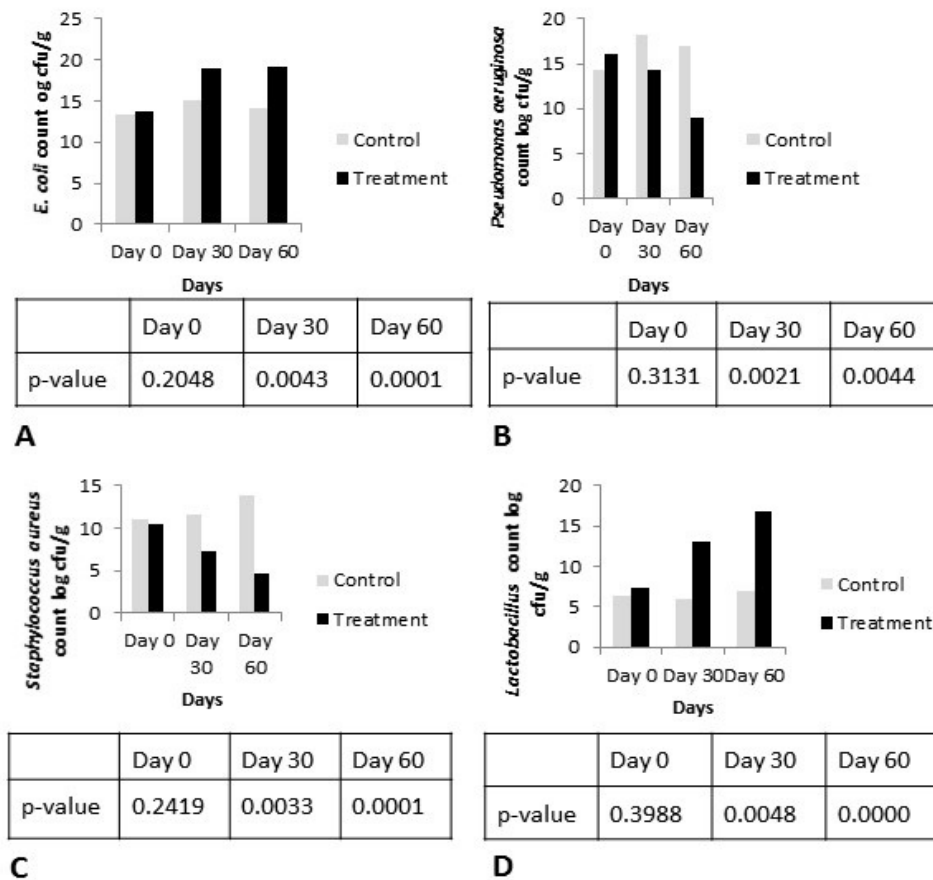 E. coli count og cfu/g
25
20
15
10
5
0
Day 0 Day 30 Day 60
Days
Control
Treatment
Day 0 Day 30 Day 60
p-value 0.2048 0.0043 0.0001
A
Pseudomonas aeruginosa
count log cfu/g
20
15
10
5
0
Day Day Day
0 30 60
Days
Control
Treatment
Day 0 Day 30 Day 60
p-value 0.3131 0.0021 0.0044
B
Staphylococcus aureus
count log cfu/g
15
10
5
0
Day 0 Day Day
30 60
Days
Control
Treatment
Day 0 Day 30 Day 60
p-value 0.2419 0.0033 0.0001
C
Lactobacillus count log
cfu/g
20
15
10
5
0
Day 0 Day 30 Day 60
Days
Control
Treatment
Day 0 Day 30 Day 60
p-value 0.3988 0.0048 0.0000
D